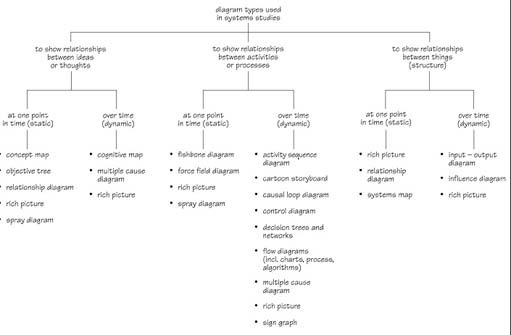 diagram types used
in systems studies
to show relationships
between ideas
or thoughts
to show relationships
between activities
or processes
to show relationships
between things
(structure)
at one point
in time (static)
over time
(dynamic)
at one point
in time (static)
over time
(dynamic)
at one point
in time (static)
over time
(dynamic)
• concept map
• objective tree
• relationship diagram
• rich picture
• spray diagram
• cognitive map
• multiple cause
diagram
• rich picture
• fishbone diagram
• force field diagram
• rich picture
• spray diagram
• activity sequence
diagram
• cartoon storyboard
• causal loop diagram
• control diagram
• decision trees and
networks
• flow diagrams
(incl. charts, process,
algorithms)
• multiple cause
diagram
• rich picture
• sign graph
• rich picture
• relationship
diagram
• systems map
• input – output
diagram
• influence diagram
• rich picture